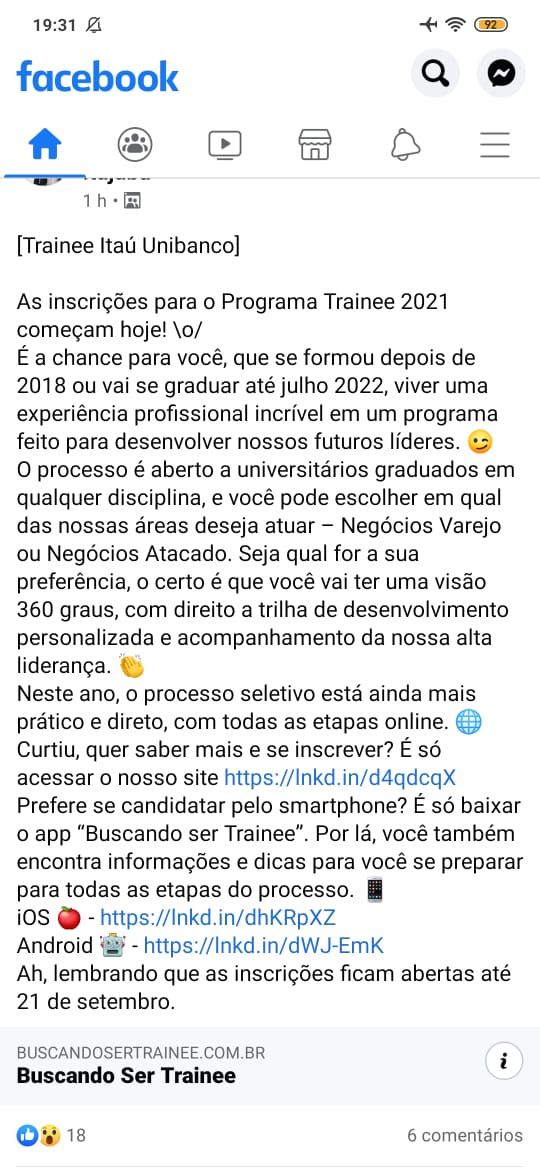 19:31
92
facebook
1 h •
[Trainee Itaú Unibanco]
As inscrições para o Programa Trainee 2021
começam hoje! \o/
É a chance para você, que se formou depois de
2018 ou vai se graduar até julho 2022, viver uma
experiência profissional incrível em um programa
feito para desenvolver nossos futuros líderes. 😉
O processo é aberto a universitários graduados em
qualquer disciplina, e você pode escolher em qual
das nossas áreas deseja atuar – Negócios Varejo
ou Negócios Atacado. Seja qual for a sua
preferência, o certo é que você vai ter uma visão
360 graus, com direito a trilha de desenvolvimento
personalizada e acompanhamento da nossa alta
liderança. 👏
Neste ano, o processo seletivo está ainda mais
prático e direto, com todas as etapas online. 🌐
Curtiu, quer saber mais e se inscrever? É só
acessar o nosso site https://lnkd.in/d4qdcqX
Prefere se candidatar pelo smartphone? É só baixar
o app “Buscando ser Trainee”. Por lá, você também
encontra informações e dicas para você se preparar
para todas as etapas do processo. 📱
iOS 🍎 - https://lnkd.in/dhKRpXZ
Android 🤖 - https://lnkd.in/dWJ-EmK
Ah, lembrando que as inscrições ficam abertas até
21 de setembro.
BUSCANDOSERTRAINEE.COM.BR
Buscando Ser Trainee
18
6 comentários